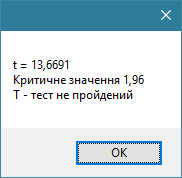 t = 13,6691
Критичне значення 1,96
Т - тест не пройдений
OK